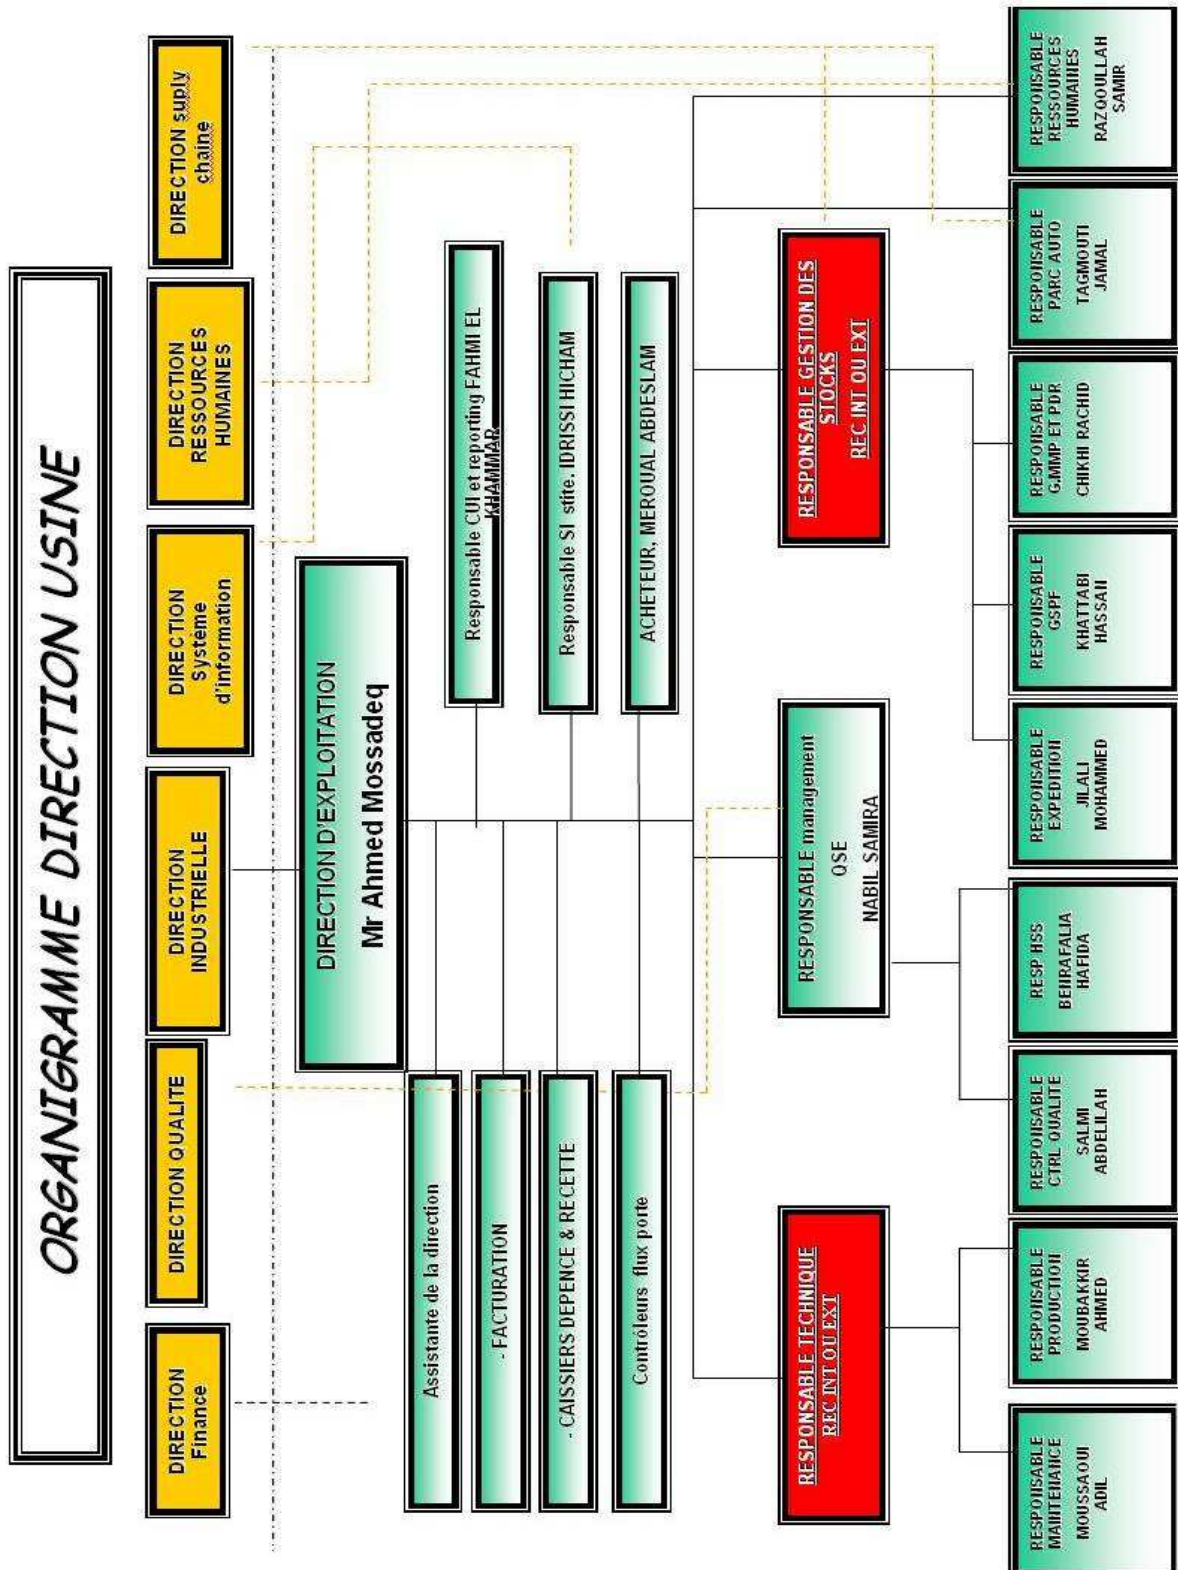 ORGANIGRAMME DIRECTION USINE
DIRECTION
Finance
DIRECTION QUALITE
DIRECTION
INDUSTRIELLE
DIRECTION
Système
d'information
DIRECTION
RESSOURCES
HUMAINES
DIRECTION suply
chaine
DIRECTION D'EXPLOITATION
Mr Ahmed Mossadeq
Assistante de la direction
- FACTURATION
- CAISSIERS DEPENCE & RECETTE
Contrôleurs flux porte
Responsable CUI et reporting FAHMI EL
KHAMMAR
Responsable SI stite. IDRISSI HICHAM
ACHETEUR, MEROUAL ABDESLAM
RESPONSABLE TECHNIQUE
REC INT OU EXT
RESPONSABLE management
QSE
NABIL SAMIRA
RESPONSABLE GESTION DES
STOCKS
REC INT OU EXT
RESPONSABLE
MAINTENANCE
MOUSSAOUI
ADIL
RESPONSABLE
PRODUCTION
MOUBAKKIR
AHMED
RESPONSABLE
CTRL QUALITE
SALMI
ABDELILAH
RESP HSS
BENRAFALIA
HAFIDA
RESPONSABLE
EXPEDITION
JILALI
MOHAMMED
RESPONSABLE
GSPF
KHATTABI
HASSAN
RESPONSABLE
G.MMP ET PDR
CHIKHI RACHID
RESPONSABLE
PARC AUTO
TAGMOUTI
JAMAL
RESPONSABLE
RESSOURCES
HUMAINES
RAZQOULLAH
SAMIR